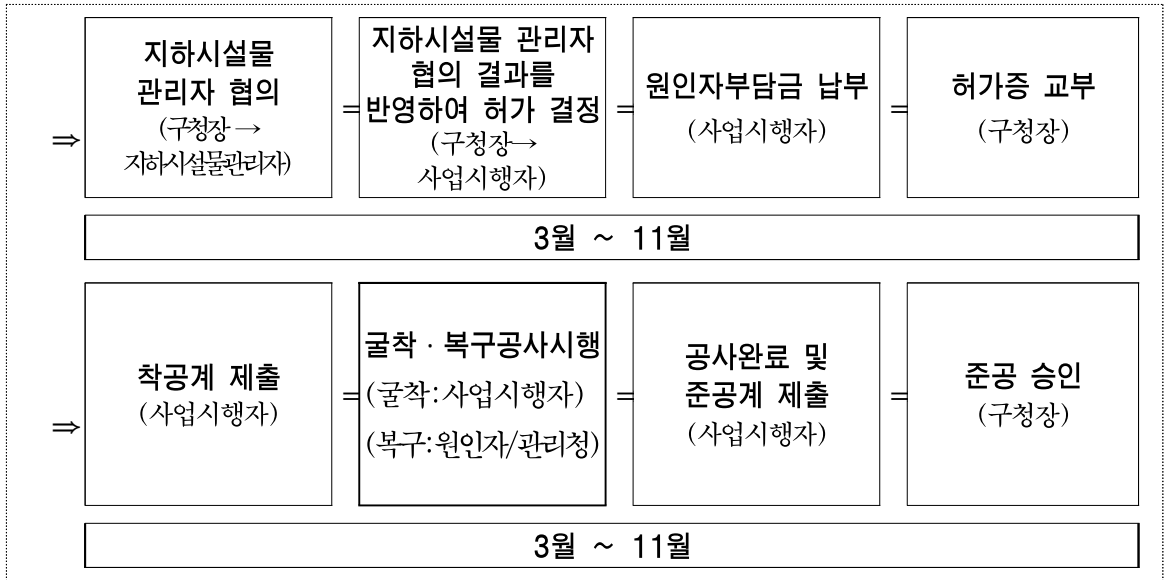 ⇒
지하시설물
관리자 협의
(구청장 →
지하시설물관리자)
=
지하시설물 관리자
협의 결과를
반영하여 허가 결정
(구청장→
사업시행자)
=
원인자부담금 납부
(사업시행자)
=
허가증 교부
(구청장)
3월 ~ 11월
⇒
착공계 제출
(사업시행자)
=
굴착 · 복구공사시행
(굴착:사업시행자)
(복구:원인자/관리청)
=
공사완료 및
준공계 제출
(사업시행자)
=
준공 승인
(구청장)
3월 ~ 11월